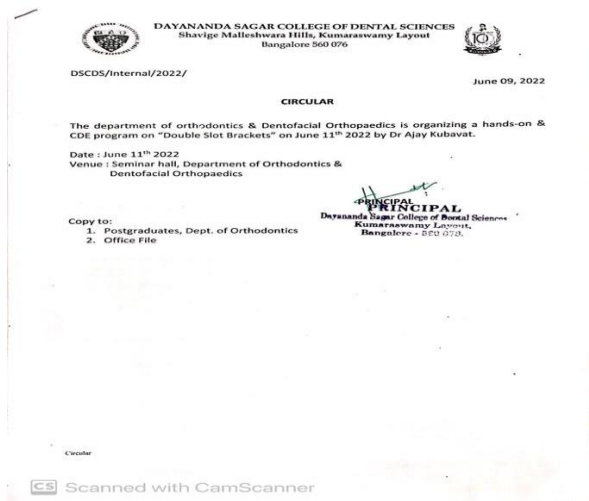 DAYANANDA SAGAR COLLEGE OF DENTAL SCIENCES
Shavige Malleshwara Hills, Kumaraswamy Layout
Bangalore 560 076
DSCDS/Internal/2022/
June 09, 2022
CIRCULAR
The department of orthodontics & Dentofacial Orthopaedics is organizing a hands-on &
CDE program on "Double Slot Brackets" on June 11th 2022 by Dr Ajay Kubavat.
Date : June 11th 2022
Venue : Seminar hall, Department of Orthodontics &
Dentofacial Orthopaedics
PRINCIPAL
PRINCIPAL
Dayananda Sagar College of Dental Sciences
Kumaraswamy Layout,
Bangalore - 560 078.
Copy to:
1. Postgraduates, Dept. of Orthodontics
2. Office File
Circular
CS Scanned with CamScanner